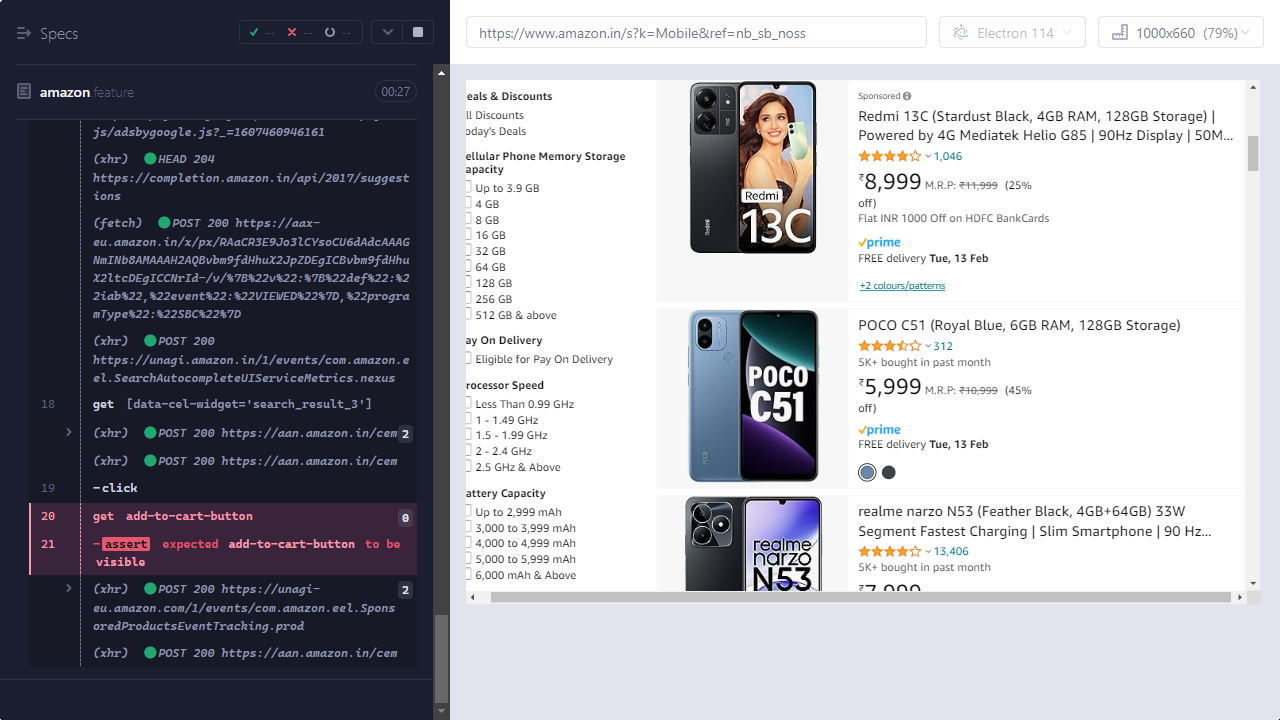 Specs
--
--
--
amazon.feature
00:27
js/adsbygoogle.js?_=1607460946161
(xhr) HEAD 204
https://completion.amazon.in/api/2017/suggest
ions
(fetch) POST 200 https://aax-
eu.amazon.in/x/px/RAaCR3E9Jo3lCYsoCU6dAdcAAAG
NmINb8AMAAAH2AQBvbm9fdHhuX2JpZDEgICBvbm9fdHhu
X2ltcDEgICCNrId-/v/%7B%22v%22:%7B%22def%22:%2
2iab%22,%22event%22:%22VIEWED%22%7D,%22progra
mType%22:%22SBC%22%7D
(xhr) POST 200
https://unagi.amazon.in/1/events/com.amazon.e
el.SearchAutocompleteUIServiceMetrics.nexus
18 get [data-cel-widget='search_result_3']
(xhr) POST 200 https://aan.amazon.in/cem 2
(xhr) POST 200 https://aan.amazon.in/cem
19 -click
20 get add-to-cart-button 0
21 -assert expected add-to-cart-button to be
visible
(xhr) POST 200 https://unagi- 2
eu.amazon.com/1/events/com.amazon.eel.Spons
oredProductsEventTracking.prod
(xhr) POST 200 https://aan.amazon.in/cem
https://www.amazon.in/s?k=Mobile&ref=nb_sb_noss
Electron 114
1000x660 (79%)
eals & Discounts
ll Discounts
oday's Deals
ellular Phone Memory Storage
apacity
Up to 3.9 GB
4 GB
8 GB
16 GB
32 GB
64 GB
128 GB
256 GB
512 GB & above
ay On Delivery
Eligible for Pay On Delivery
rocessor Speed
Less Than 0.99 GHz
1 - 1.49 GHz
1.5 - 1.99 GHz
2 - 2.4 GHz
2.5 GHz & Above
attery Capacity
Up to 2,999 mAh
3,000 to 3,999 mAh
4,000 to 4,999 mAh
5,000 to 5,999 mAh
6,000 mAh & Above
Redmi
Redmi
13C
Sponsored
Redmi 13C (Stardust Black, 4GB RAM, 128GB Storage) |
Powered by 4G Mediatek Helio G85 | 90Hz Display | 50M...
1,046
₹8,999 M.R.P: ₹11,999 (25%
off)
Flat INR 1000 Off on HDFC BankCards
prime
FREE delivery Tue, 13 Feb
+2 colours/patterns
POCO
POCO
C51
POCO C51 (Royal Blue, 6GB RAM, 128GB Storage)
312
5K+ bought in past month
₹5,999 M.R.P: ₹10,999 (45%
off)
prime
FREE delivery Tue, 13 Feb
realme
narzo
N53
realme narzo N53 (Feather Black, 4GB+64GB) 33W
Segment Fastest Charging | Slim Smartphone | 90 Hz...
13,406
5K+ bought in past month
₹7,999